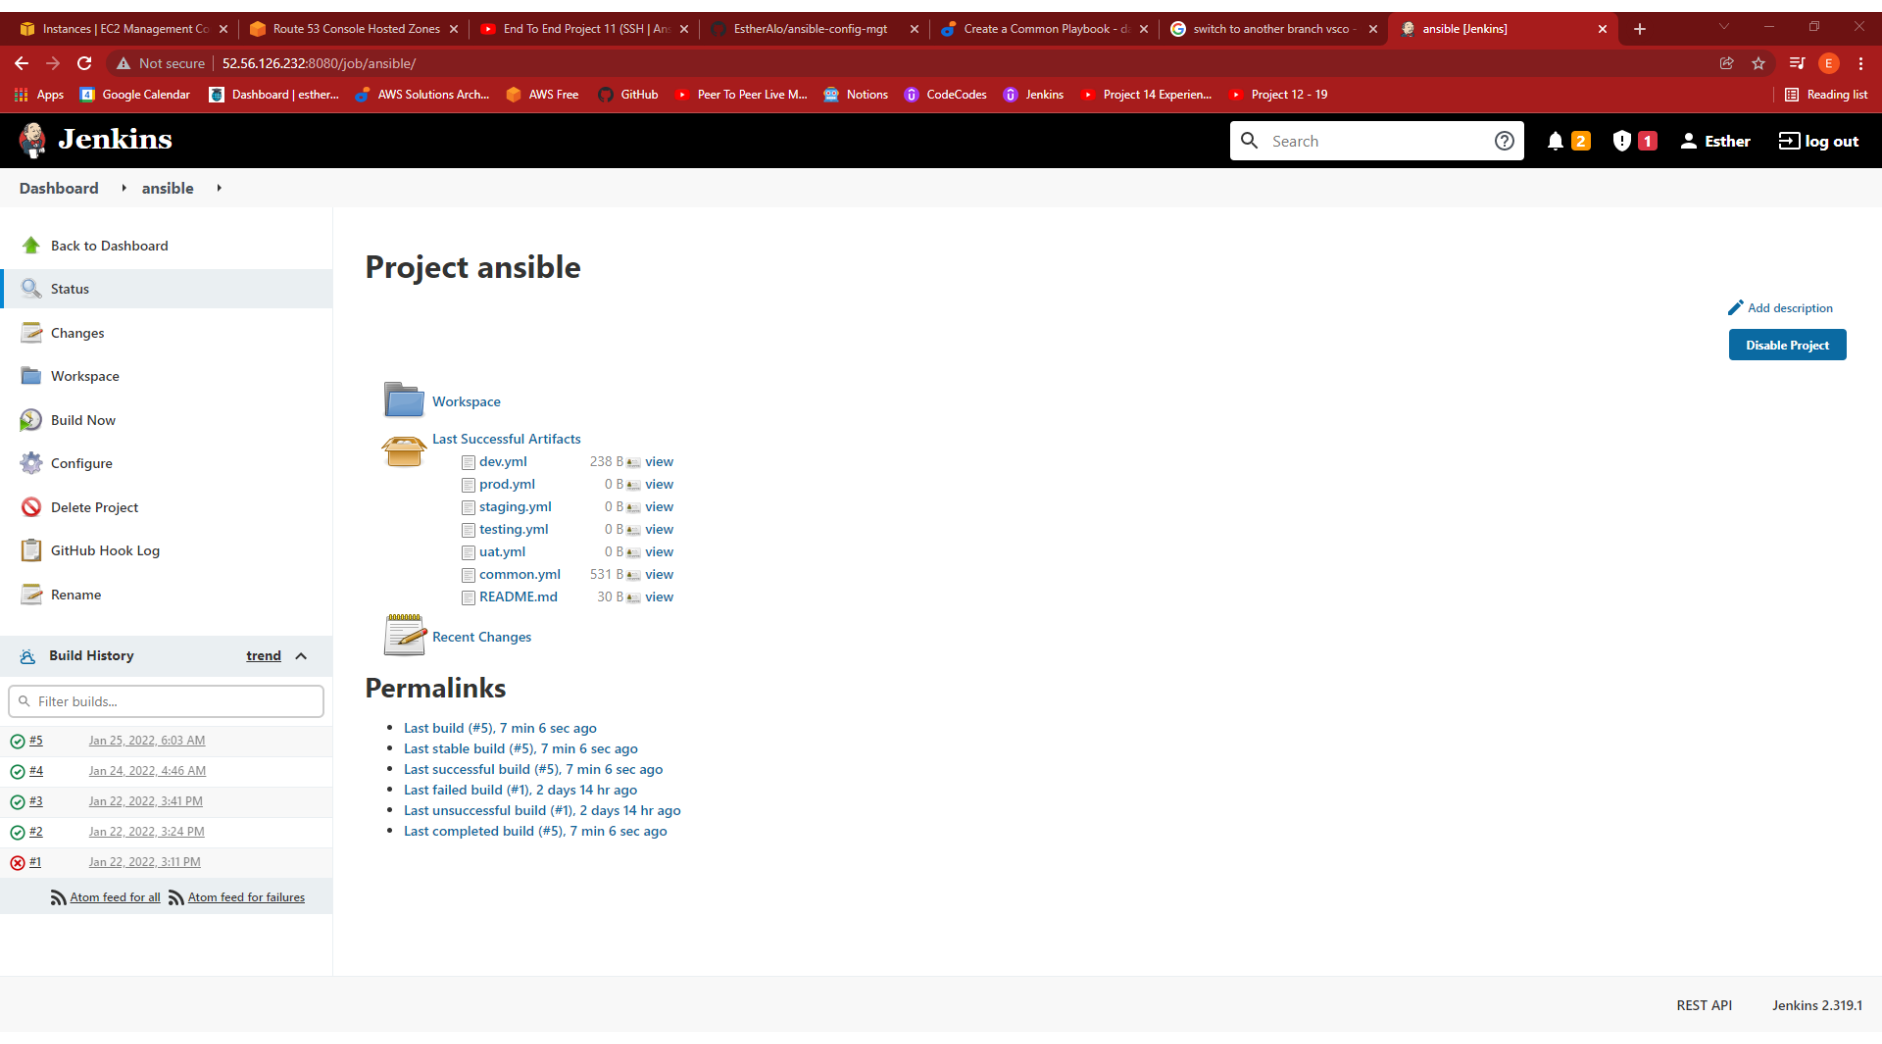 Instances | EC2 Management Co
Route 53 Console Hosted Zones
End To End Project 11 (SSH | Ans
EstherAlo/ansible-config-mgt
Create a Common Playbook - da
switch to another branch vsco -
ansible [Jenkins]
Not secure | 52.56.126.232:8080/job/ansible/
E
Apps
Google Calendar
Dashboard | esther...
AWS Solutions Arch...
AWS Free
GitHub
Peer To Peer Live M...
Notions
CodeCodes
Jenkins
Project 14 Experien...
Project 12 - 19
Reading list
Jenkins
Search
2
1
Esther
log out
Dashboard
ansible
Back to Dashboard
Status
Changes
Workspace
Build Now
Configure
Delete Project
GitHub Hook Log
Rename
Build History
trend
Filter builds...
#5 Jan 25, 2022, 6:03 AM
#4 Jan 24, 2022, 4:46 AM
#3 Jan 22, 2022, 3:41 PM
#2 Jan 22, 2022, 3:24 PM
#1 Jan 22, 2022, 3:11 PM
Atom feed for all Atom feed for failures
Project ansible
Add description
Disable Project
Workspace
Last Successful Artifacts
dev.yml 238 B view
prod.yml 0 B view
staging.yml 0 B view
testing.yml 0 B view
uat.yml 0 B view
common.yml 531 B view
README.md 30 B view
Recent Changes
Permalinks
Last build (#5), 7 min 6 sec ago
Last stable build (#5), 7 min 6 sec ago
Last successful build (#5), 7 min 6 sec ago
Last failed build (#1), 2 days 14 hr ago
Last unsuccessful build (#1), 2 days 14 hr ago
Last completed build (#5), 7 min 6 sec ago
REST API
Jenkins 2.319.1